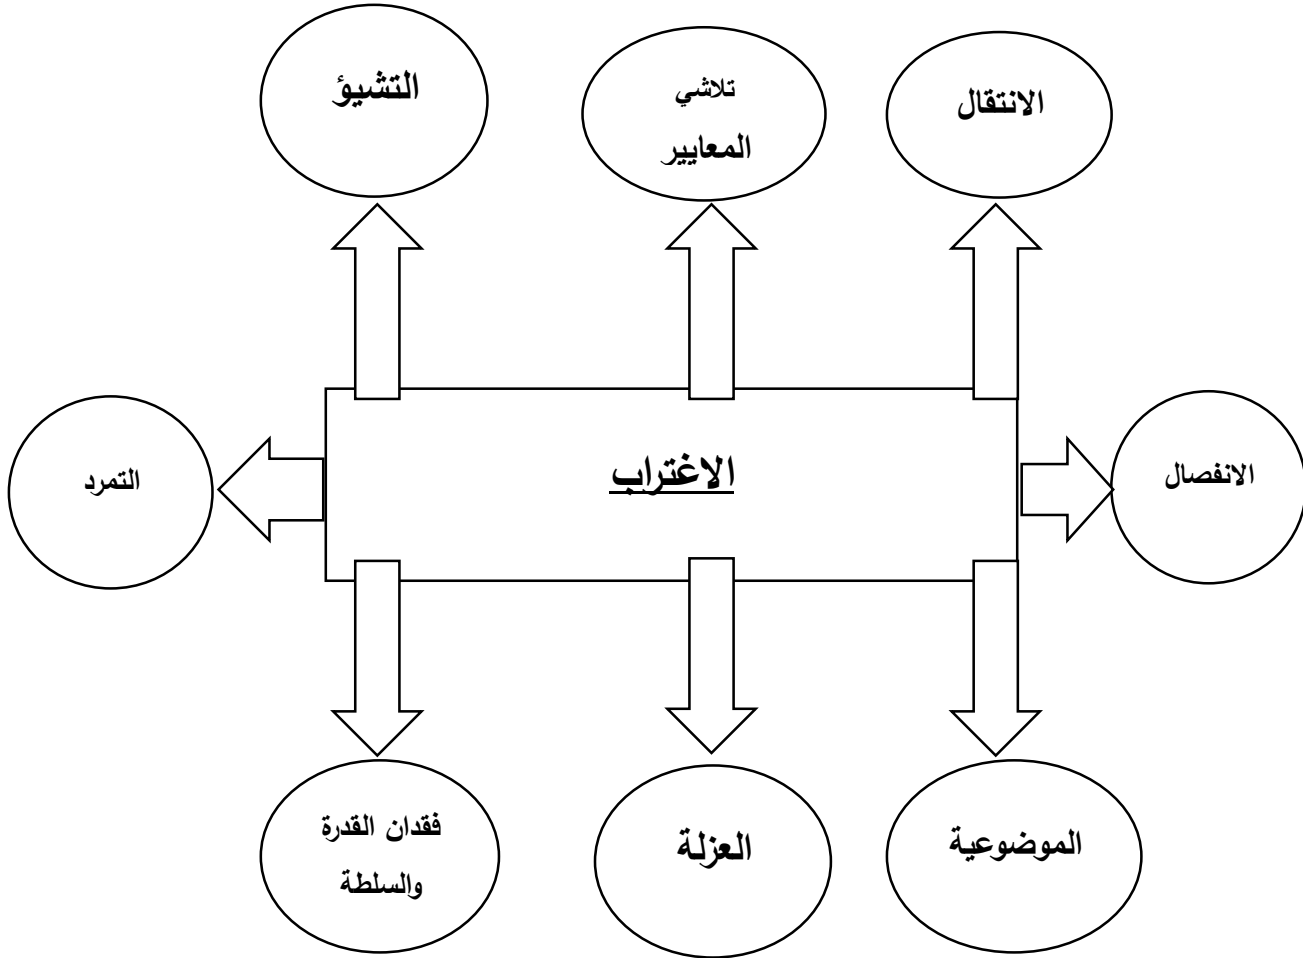 الانتقال
تلاشي
المعايير
التشيؤ
الانفصال
الاغتراب
التمرد
الموضوعية
العزلة
فقدان القدرة
والسلطة